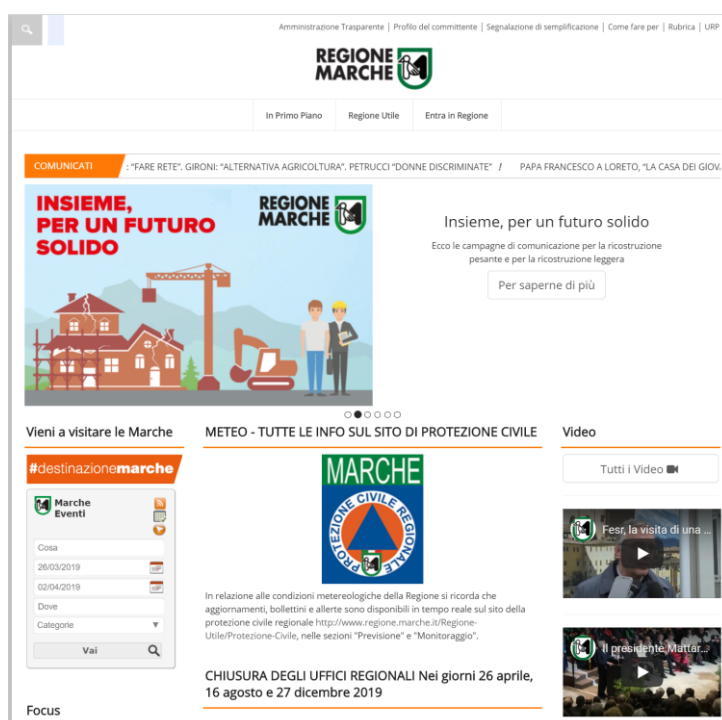 Amministrazione Trasparente | Profilo del committente | Segnalazione di semplificazione | Come fare per | Rubrica | URP
REGIONE
MARCHE
In Primo Piano
Regione Utile
Entra in Regione
COMUNICATI
: “FARE RETE”. GIRONI: “ALTERNATIVA AGRICOLTURA”. PETRUCCI “DONNE DISCRIMINATE” /
PAPA FRANCESCO A LORETO, “LA CASA DEI GIOV
INSIEME,
PER UN FUTURO
SOLIDO
REGIONE
MARCHE
Insieme, per un futuro solido
Ecco le campagne di comunicazione per la ricostruzione
pesante e per la ricostruzione leggera
Per saperne di più
Vieni a visitare le Marche
#destinazionemarche
Marche
Eventi
Cosa
26/03/2019
02/04/2019
Dove
Categorie
Vai
Focus
METEO - TUTTE LE INFO SUL SITO DI PROTEZIONE CIVILE
MARCHE
PROTEZIONE CIVILE REGIONALE
In relazione alle condizioni metereologiche della Regione si ricorda che
aggiornamenti, bollettini e allerte sono disponibili in tempo reale sul sito della
protezione civile regionale http://www.regione.marche.it/Regione-
Utile/Protezione-Civile, nelle sezioni "Previsione" e "Monitoraggio".
CHIUSURA DEGLI UFFICI REGIONALI Nei giorni 26 aprile,
16 agosto e 27 dicembre 2019
Video
Tutti i Video
Fesr, la visita di una ...
Il presidente Mattar...